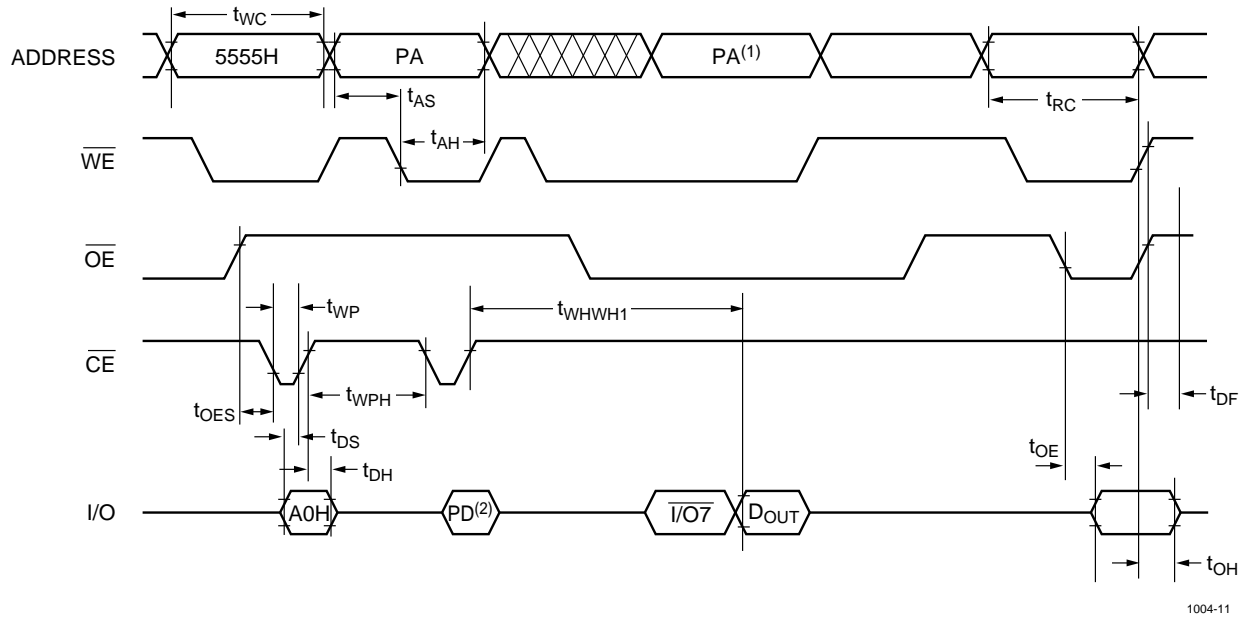 tWC
ADDRESS 5555H PA PA(1)
tAS tRC
tAH
WE
OE
tWP tWHWH1
CE
tWPH
tOES tDF
tDS
tDH tOE
I/O A0H PD(2) I/O7 DOUT
tOH
1004-11